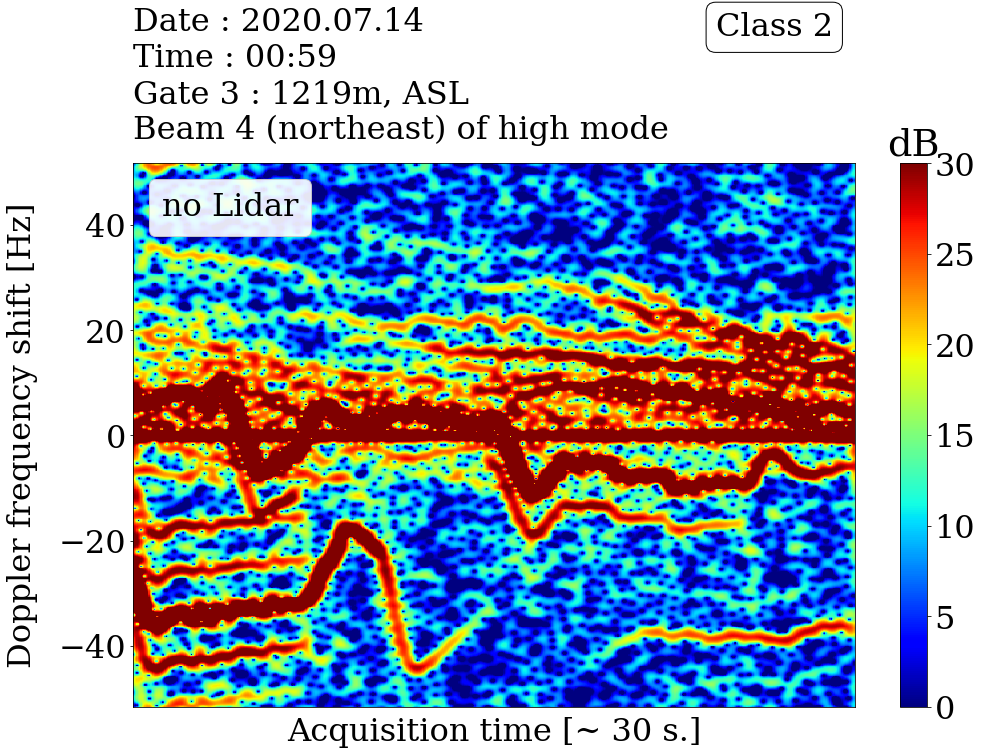 Date : 2020.07.14
Time : 00:59
Gate 3 : 1219m, ASL
Beam 4 (northeast) of high mode
Class 2
dB
no Lidar
Doppler frequency shift [Hz]
40
20
0
−20
−40
30
25
20
15
10
5
0
Acquisition time [~ 30 s.]